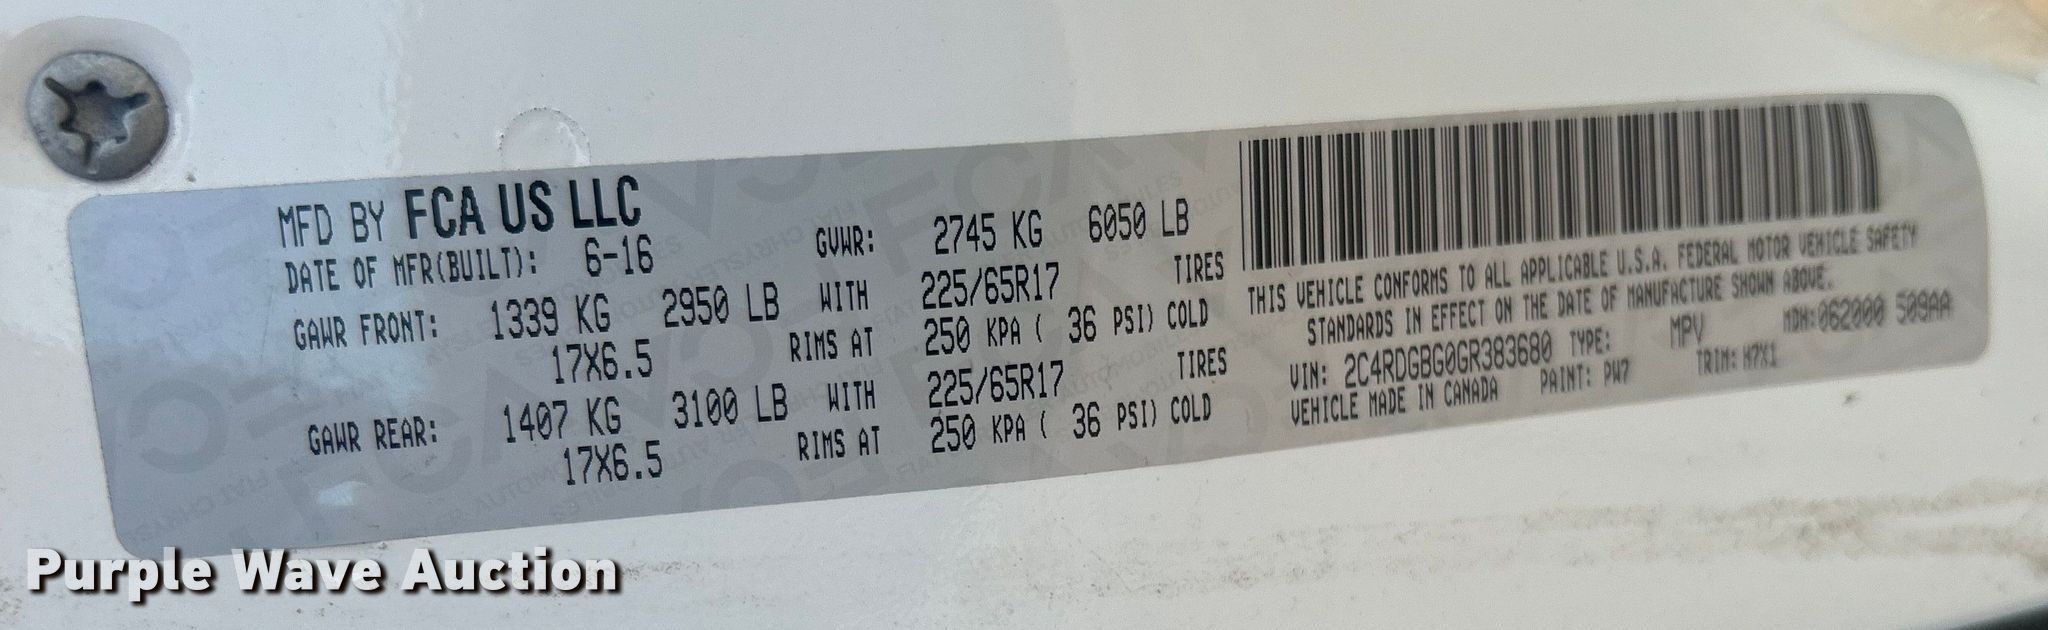 MFD BY FCA US LLC
DATE OF MFR(BUILT): 6-16
GVWR: 2745 KG 6050 LB
GAWR FRONT: 1339 KG 2950 LB WITH 225/65R17 TIRES
17X6.5 RIMS AT 250 KPA ( 36 PSI) COLD
GAWR REAR: 1407 KG 3100 LB WITH 225/65R17 TIRES
17X6.5 RIMS AT 250 KPA ( 36 PSI) COLD
THIS VEHICLE CONFORMS TO ALL APPLICABLE U.S.A. FEDERAL MOTOR VEHICLE SAFETY
STANDARDS IN EFFECT ON THE DATE OF MANUFACTURE SHOWN ABOVE.
VIN: 2C4RDGBG0GR383680 TYPE: MPV MDH:062000 509AA
VEHICLE MADE IN CANADA PAINT: PW7 TRIM: H7X1
Purple Wave Auction